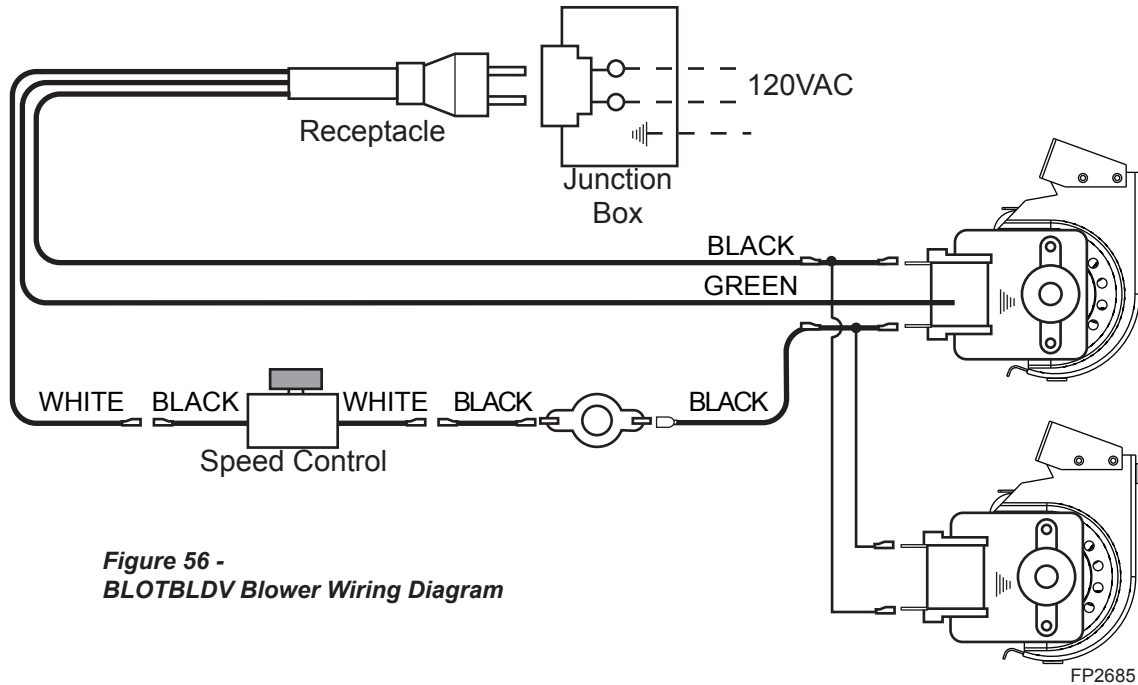 120VAC
Receptacle
Junction
Box
BLACK
GREEN
WHITE
BLACK
WHITE
BLACK
BLACK
Speed Control
Figure 56 -
BLOTBLDV Blower Wiring Diagram
FP2685